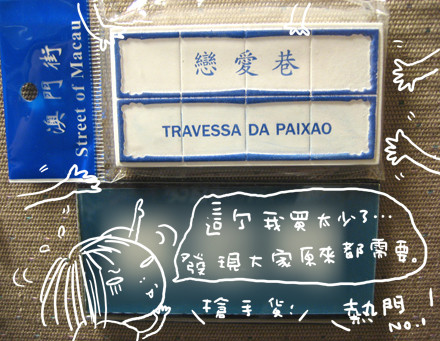 澳門街
Street of Macau
戀愛巷
TRAVESSA DA PAIXAO
這個我買太少了...
發現大家原來都需要。
搶手貨!
熱門
NO.1